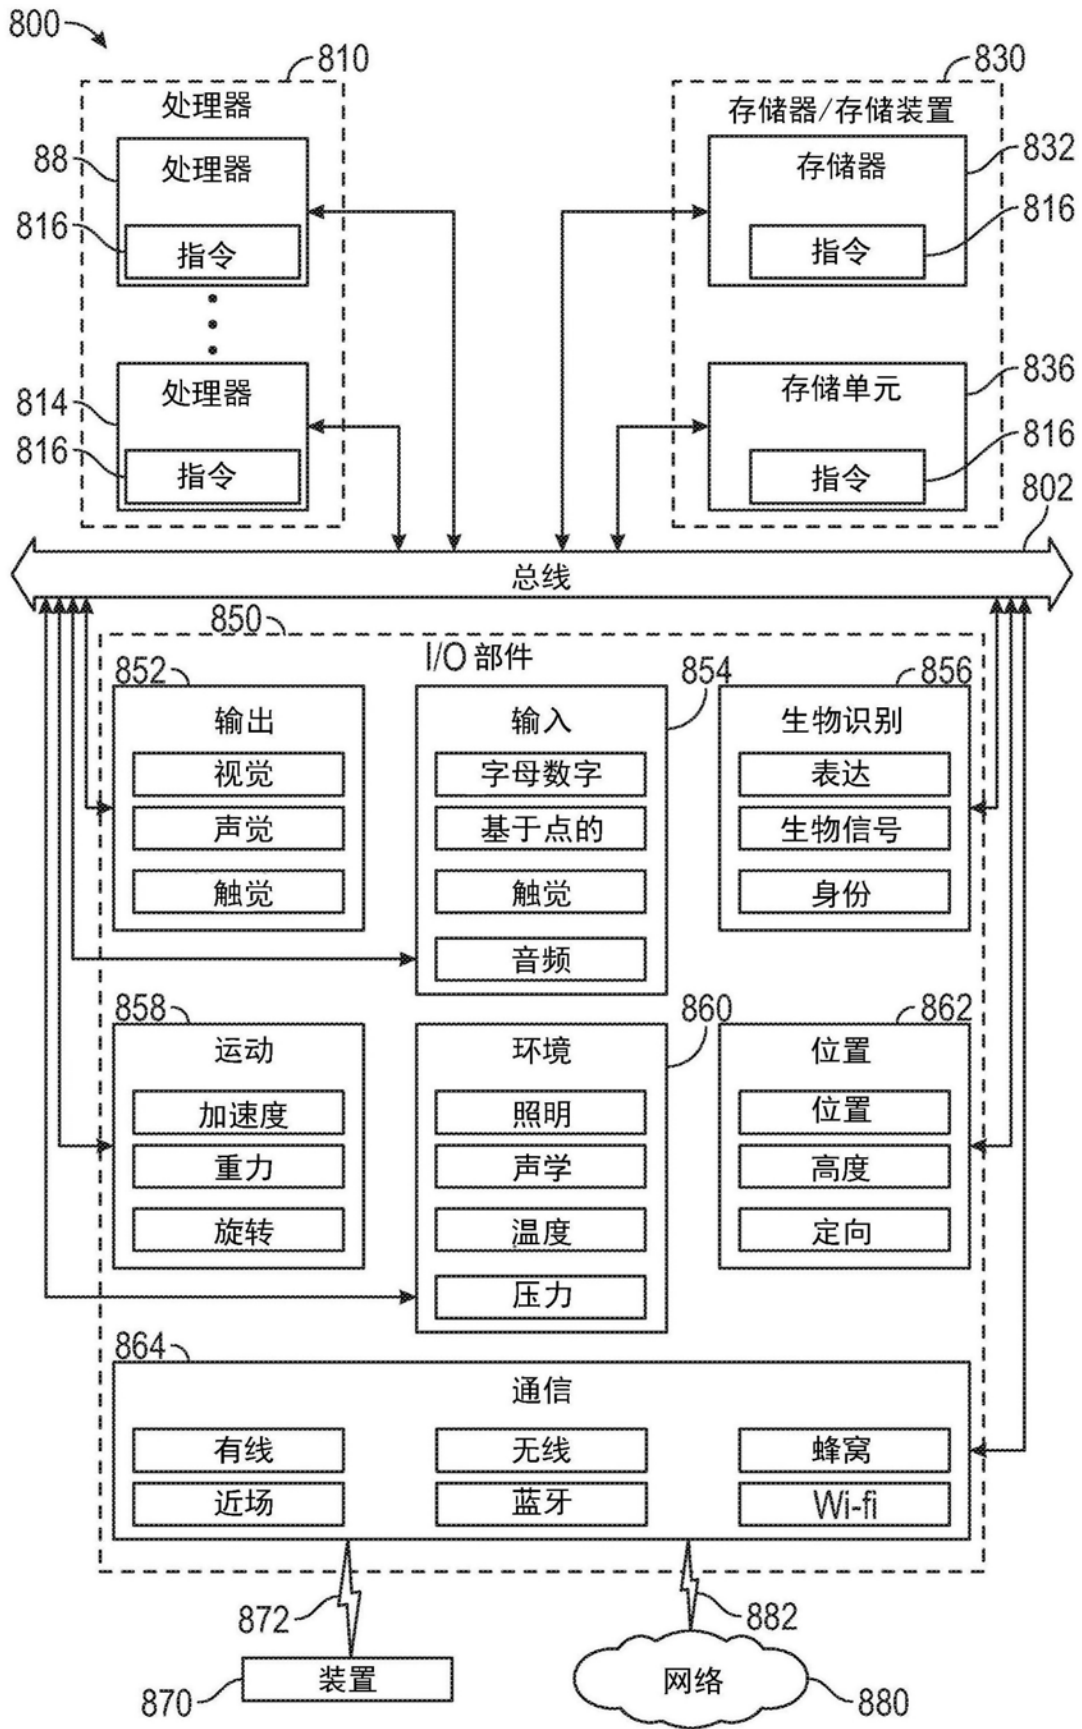 800
810
830
处理器
存储器/存储装置
88
处理器
存储器
832
816
指令
指令
816
814
处理器
存储单元
836
816
指令
指令
816
802
总线
850
I/O 部件
852
854
856
输出
输入
生物识别
视觉
字母数字
表达
声觉
基于点的
生物信号
触觉
触觉
身份
音频
858
860
862
运动
环境
位置
加速度
照明
位置
重力
声学
高度
旋转
温度
定向
压力
864
通信
有线
无线
蜂窝
近场
蓝牙
Wi-fi
872
882
870
装置
网络
880